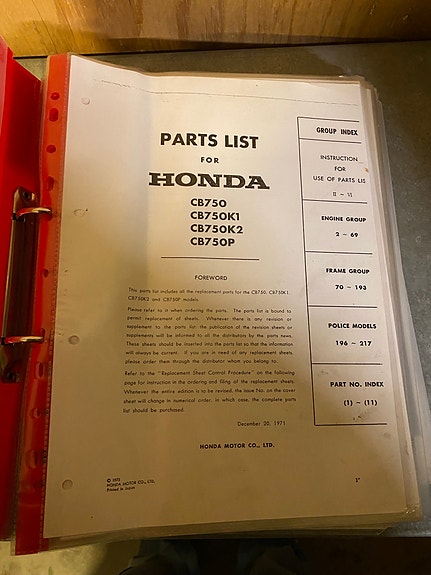 PARTS LIST
FOR
HONDA
CB750
CB750K1
CB750K2
CB750P
FOREWORD
This parts list includes all the replacement parts for the CB750, CB750K1,
CB750K2 and CB750P models.
Please refer to it when ordering the parts. The parts list is bound to
permit replacement of sheets. Whenever there is any revision or
supplement to the parts list the publication of the revision sheets or
supplements will be informed to all the distributors by the parts news.
These sheets should be inserted into the parts list so that the information
will always be current. If you are in need of any replacement sheets,
please order them through the distributor whom you belong to.
Refer to the "Replacement Sheet Control Procedure" on the following
page for instruction in the ordering and filing of the replacement sheets.
Whenever the entire edition is to be revised, the issue No. on the cover
sheet will change in numerical order, in which case, the complete parts
list should be purchased.
December 20, 1971
HONDA MOTOR CO., LTD.
HONDA MOTOR CO., LTD.
Printed in Japan
GROUP INDEX
INSTRUCTION
FOR
USE OF PARTS LIS
II ~ VI
ENGINE GROUP
2 ~ 69
FRAME GROUP
70 ~ 193
POLICE MODELS
196 ~ 217
PART NO. INDEX
(1) ~ (11)